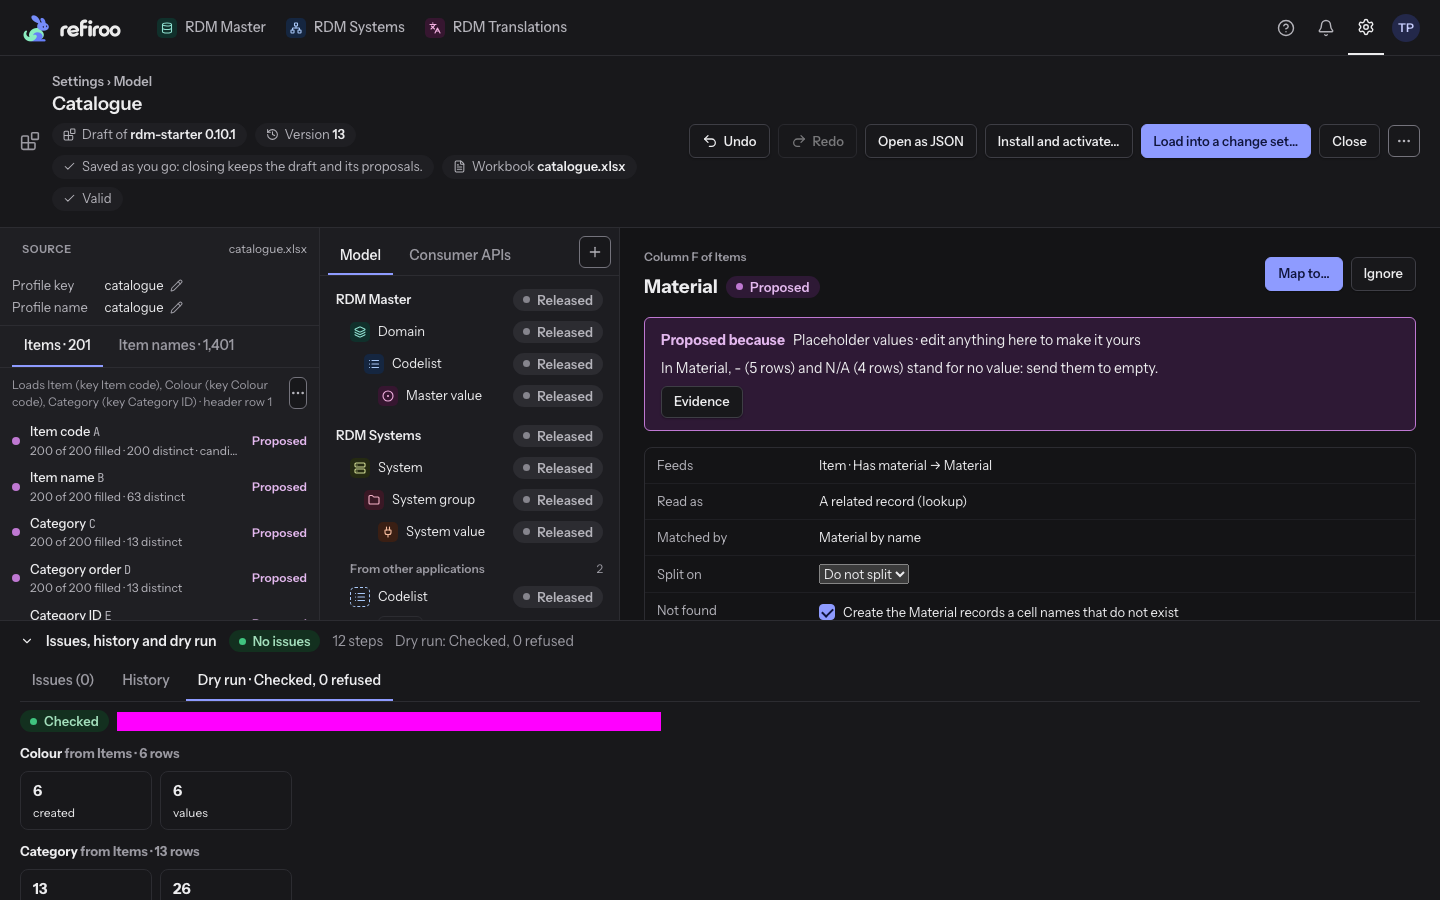 refiroo
RDM Master
RDM Systems
RDM Translations
TP
Settings › Model
Catalogue
Draft of rdm-starter 0.10.1
Version 13
Saved as you go: closing keeps the draft and its proposals.
Workbook catalogue.xlsx
Valid
Undo
Redo
Open as JSON
Install and activate...
Load into a change set...
Close
SOURCE
catalogue.xlsx
Profile key catalogue
Profile name catalogue
Items · 201
Item names · 1,401
Loads Item (key Item code), Colour (key Colour
code), Category (key Category ID) · header row 1
Item code A
200 of 200 filled · 200 distinct · candi...
Proposed
Item name B
200 of 200 filled · 63 distinct
Proposed
Category C
200 of 200 filled · 13 distinct
Proposed
Category order D
200 of 200 filled · 13 distinct
Proposed
Category ID E
Model
Consumer APIs
RDM Master Released
Domain Released
Codelist Released
Master value Released
RDM Systems Released
System Released
System group Released
System value Released
From other applications 2
Codelist Released
Column F of Items
Material Proposed
Map to...
Ignore
Proposed because Placeholder values · edit anything here to make it yours
In Material, - (5 rows) and N/A (4 rows) stand for no value: send them to empty.
Evidence
Feeds Item · Has material → Material
Read as A related record (lookup)
Matched by Material by name
Split on Do not split
Not found Create the Material records a cell names that do not exist
Issues, history and dry run
No issues
12 steps
Dry run: Checked, 0 refused
Issues (0)
History
Dry run · Checked, 0 refused
Checked
Colour from Items · 6 rows
6
created
6
values
Category from Items · 13 rows
13
26